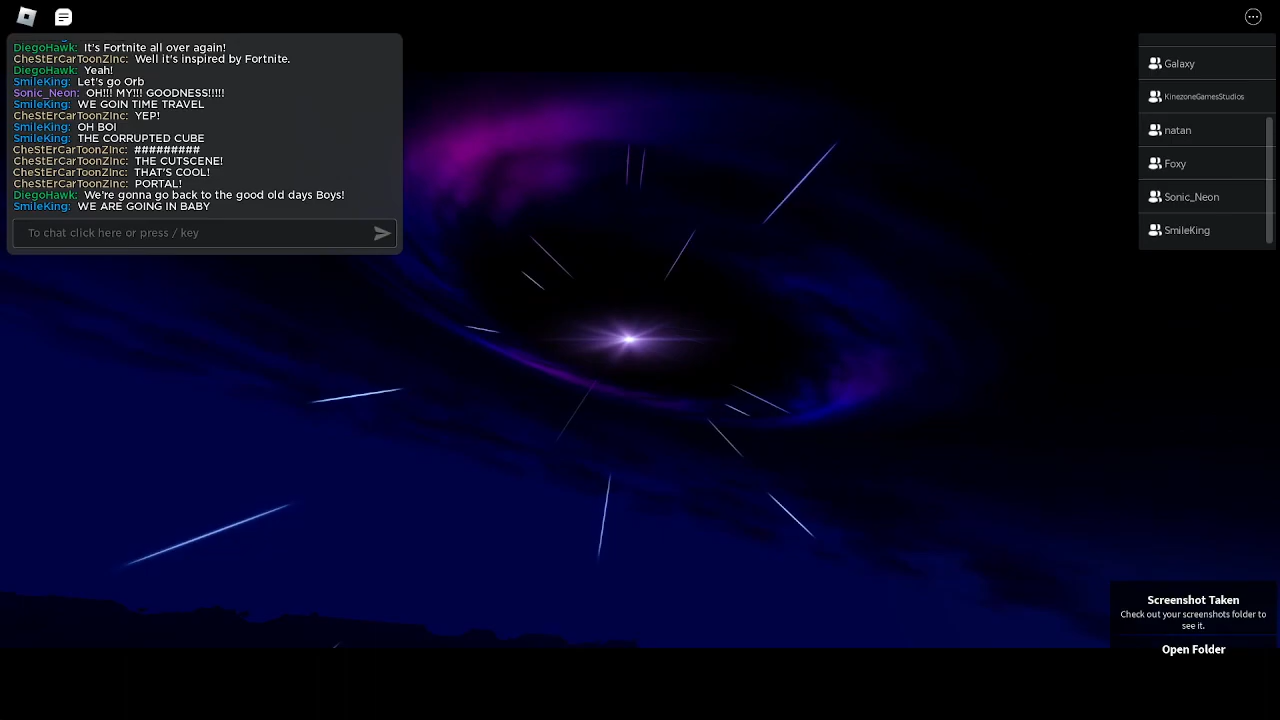 DiegoHawk: It's Fortnite all over again!
CheStErCarToonZInc: Well it's inspired by Fortnite.
DiegoHawk: Yeah!
SmileKing: Let's go Orb
Sonic_Neon: OH!!! MY!!! GOODNESS!!!!!
SmileKing: WE GOIN TIME TRAVEL
CheStErCarToonZInc: YEP!
SmileKing: OH BOI
SmileKing: THE CORRUPTED CUBE
CheStErCarToonZInc: #########
CheStErCarToonZInc: THE CUTSCENE!
CheStErCarToonZInc: THAT'S COOL!
CheStErCarToonZInc: PORTAL!
DiegoHawk: We're gonna go back to the good old days Boys!
SmileKing: WE ARE GOING IN BABY
To chat click here or press / key
Galaxy
KinezoneGamesStudios
natan
Foxy
Sonic_Neon
SmileKing
Screenshot Taken
Check out your screenshots folder to
see it.
Open Folder